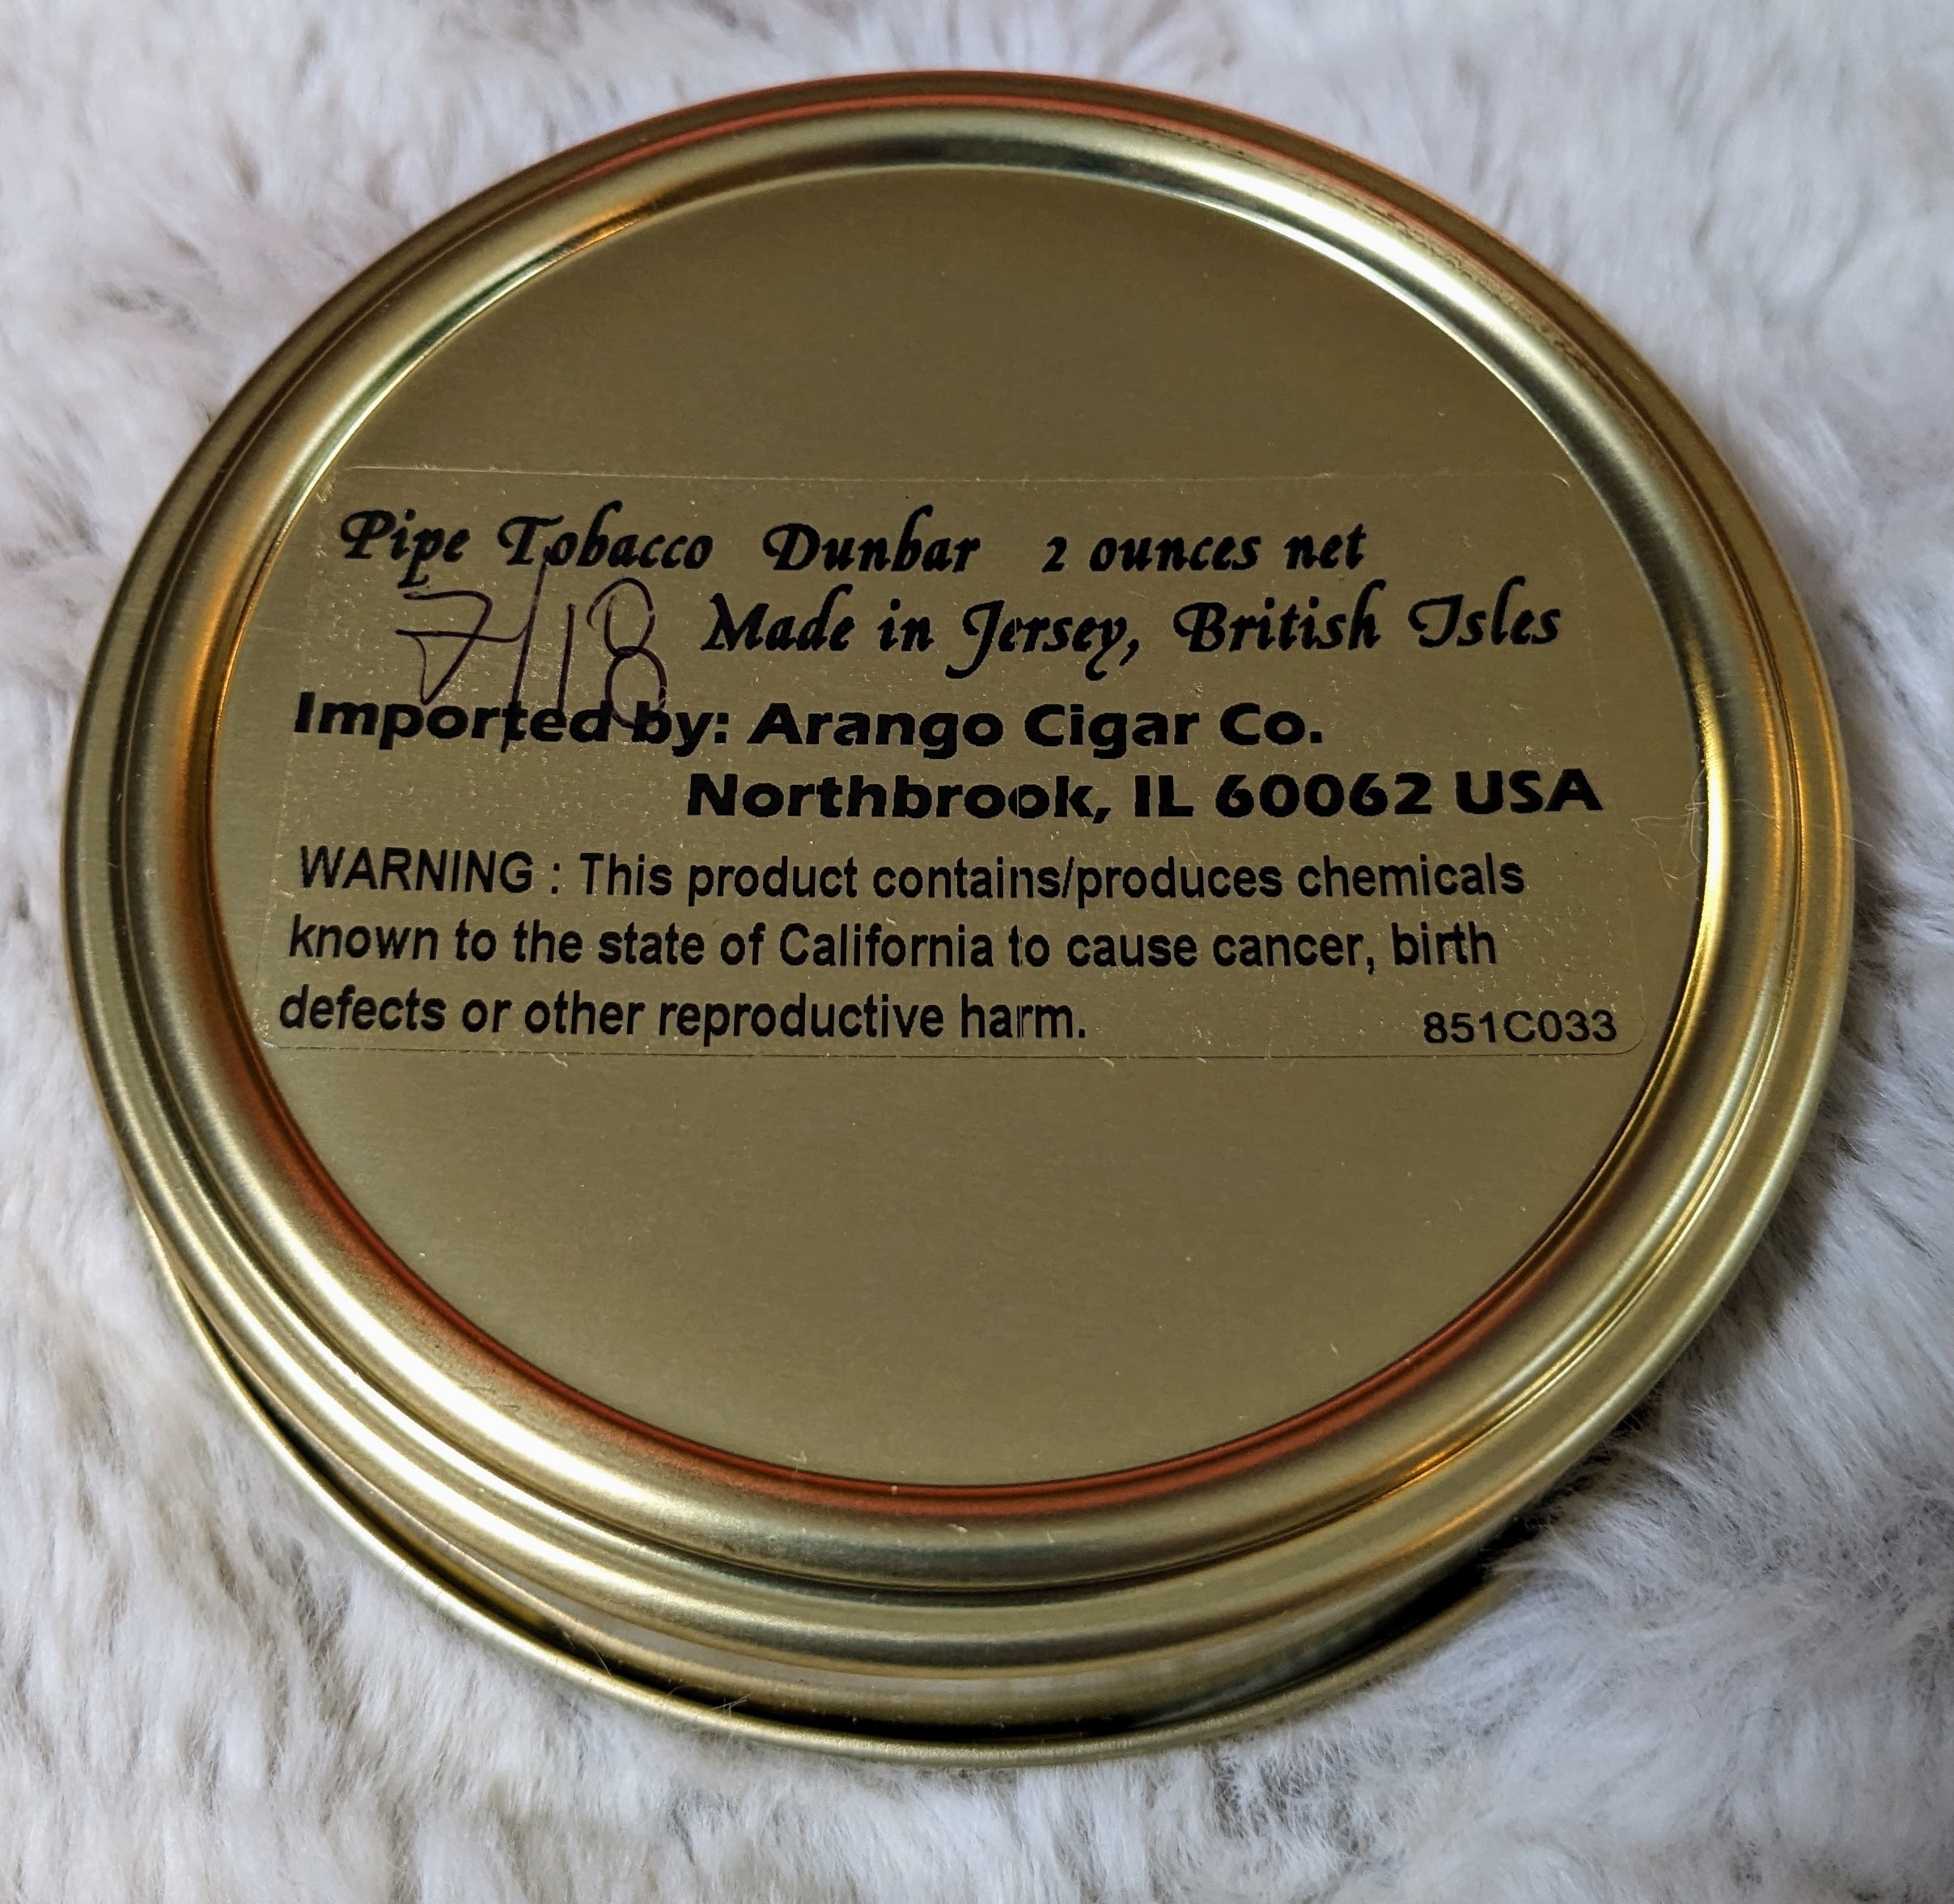 Pipe Tobacco Dunbar 2 ounces net
7/18 Made in Jersey, British Isles
Imported by: Arango Cigar Co.
Northbrook, IL 60062 USA
WARNING : This product contains/produces chemicals
known to the state of California to cause cancer, birth
defects or other reproductive harm. 851C033